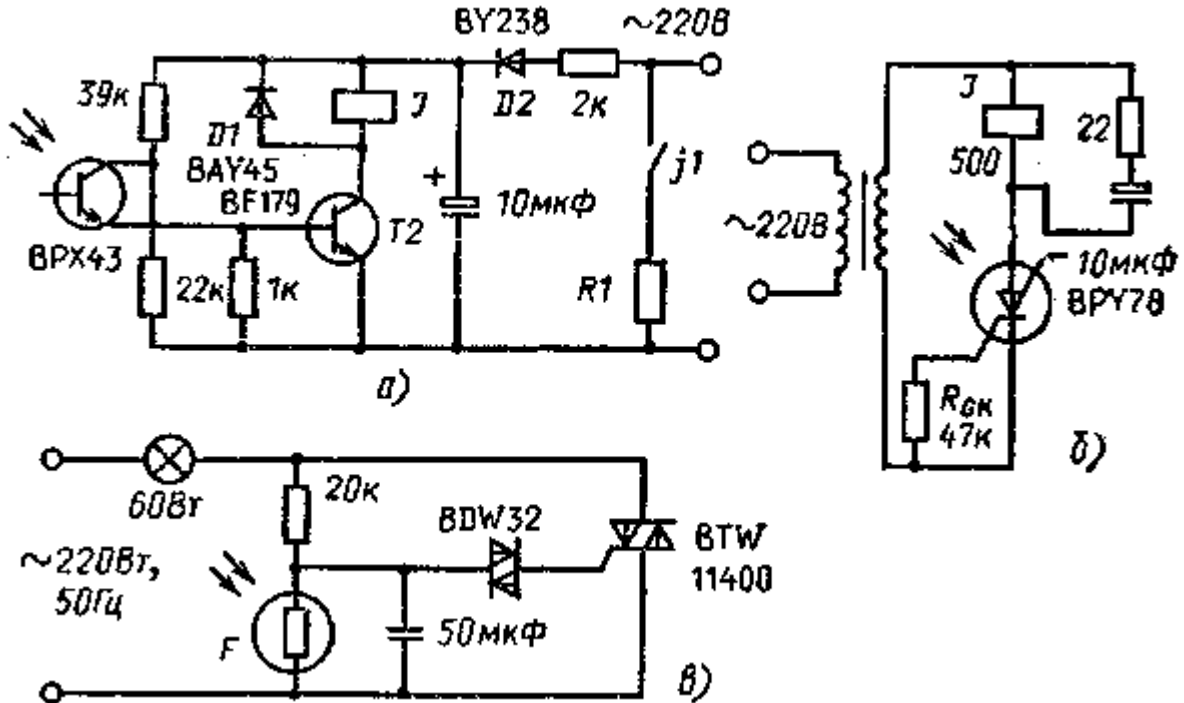 BY238
~220В
39к
D1
BAY45
BF179
J
D2
2к
+
10мкФ
j1
T2
BPX43
22к
1к
R1
а)
~220В
J
500
22
10мкФ
BPY78
RGK
47к
б)
60Вт
20к
BDW32
BTW
11400
~220Вт,
50Гц
F
50мкФ
в)